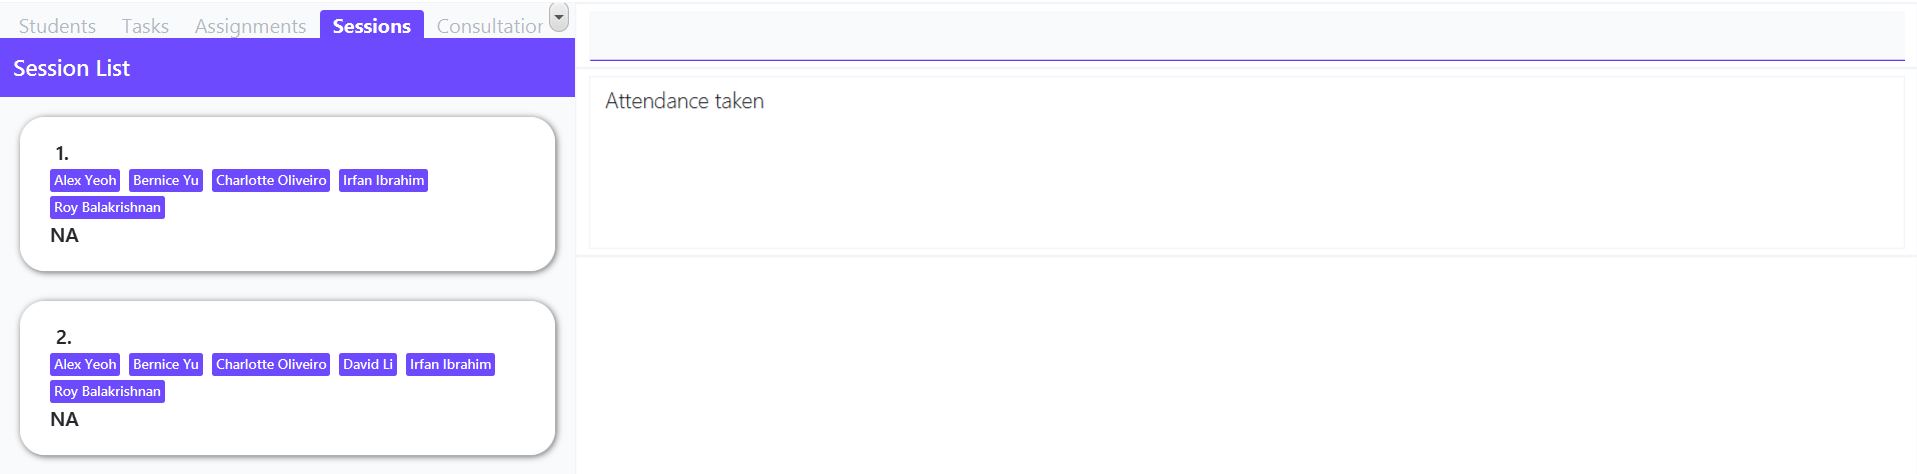 Students Tasks Assignments Sessions Consultation
Session List
1.
Alex Yeoh Bernice Yu Charlotte Oliveiro Irfan Ibrahim
Roy Balakrishnan
NA
2.
Alex Yeoh Bernice Yu Charlotte Oliveiro David Li Irfan Ibrahim
Roy Balakrishnan
NA
Attendance taken